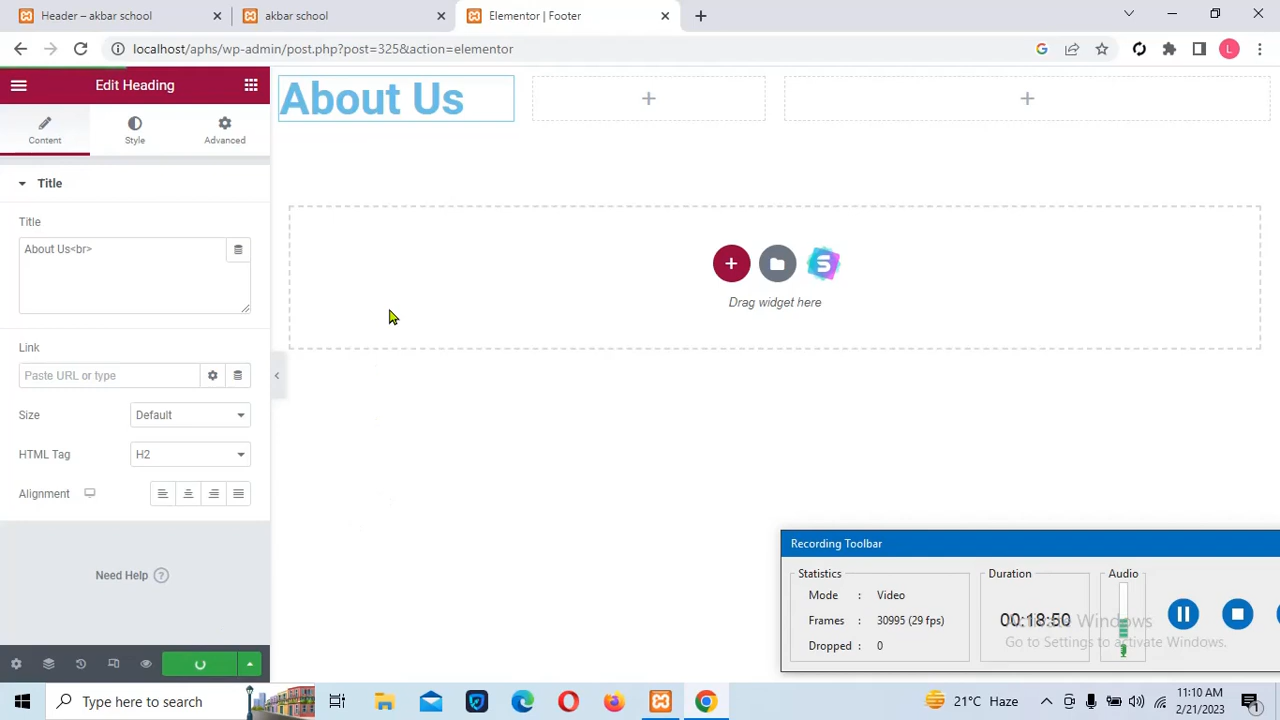 Header – akbar school
akbar school
Elementor | Footer
localhost/aphs/wp-admin/post.php?post=325&action=elementor
L
Edit Heading
Content
Style
Advanced
Title
Title
About Us<br>
Link
Paste URL or type
Size
Default
HTML Tag
H2
Alignment
Need Help
About Us
Drag widget here
Recording Toolbar
Statistics
Mode : Video
Frames : 30995 (29 fps)
Dropped : 0
Duration
00:18:50
Audio
Activate Windows
Go to Settings to activate Windows.
Type here to search
21°C Haze
11:10 AM
2/21/2023
1